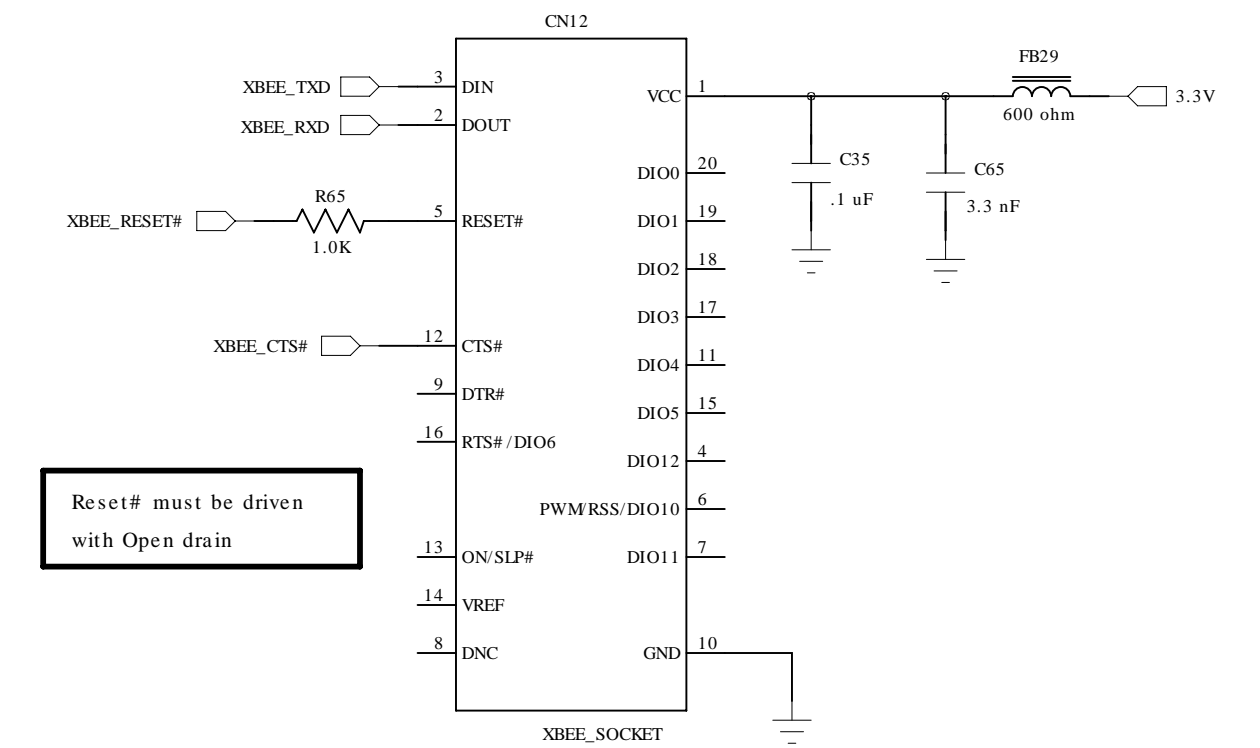 CN12
XBEE_TXD 3 DIN
XBEE_RXD 2 DOUT
R65
XBEE_RESET# 5 RESET#
1.0K
XBEE_CTS# 12 CTS#
9 DTR#
16 RTS#/DIO6
Reset# must be driven
with Open drain
13 ON/SLP#
14 VREF
8 DNC
VCC 1
FB29
600 ohm
3.3V
C35
.1 uF
C65
3.3 nF
DIO0 20
DIO1 19
DIO2 18
DIO3 17
DIO4 11
DIO5 15
DIO12 4
PWM/RSS/DIO10 6
DIO11 7
GND 10
XBEE_SOCKET